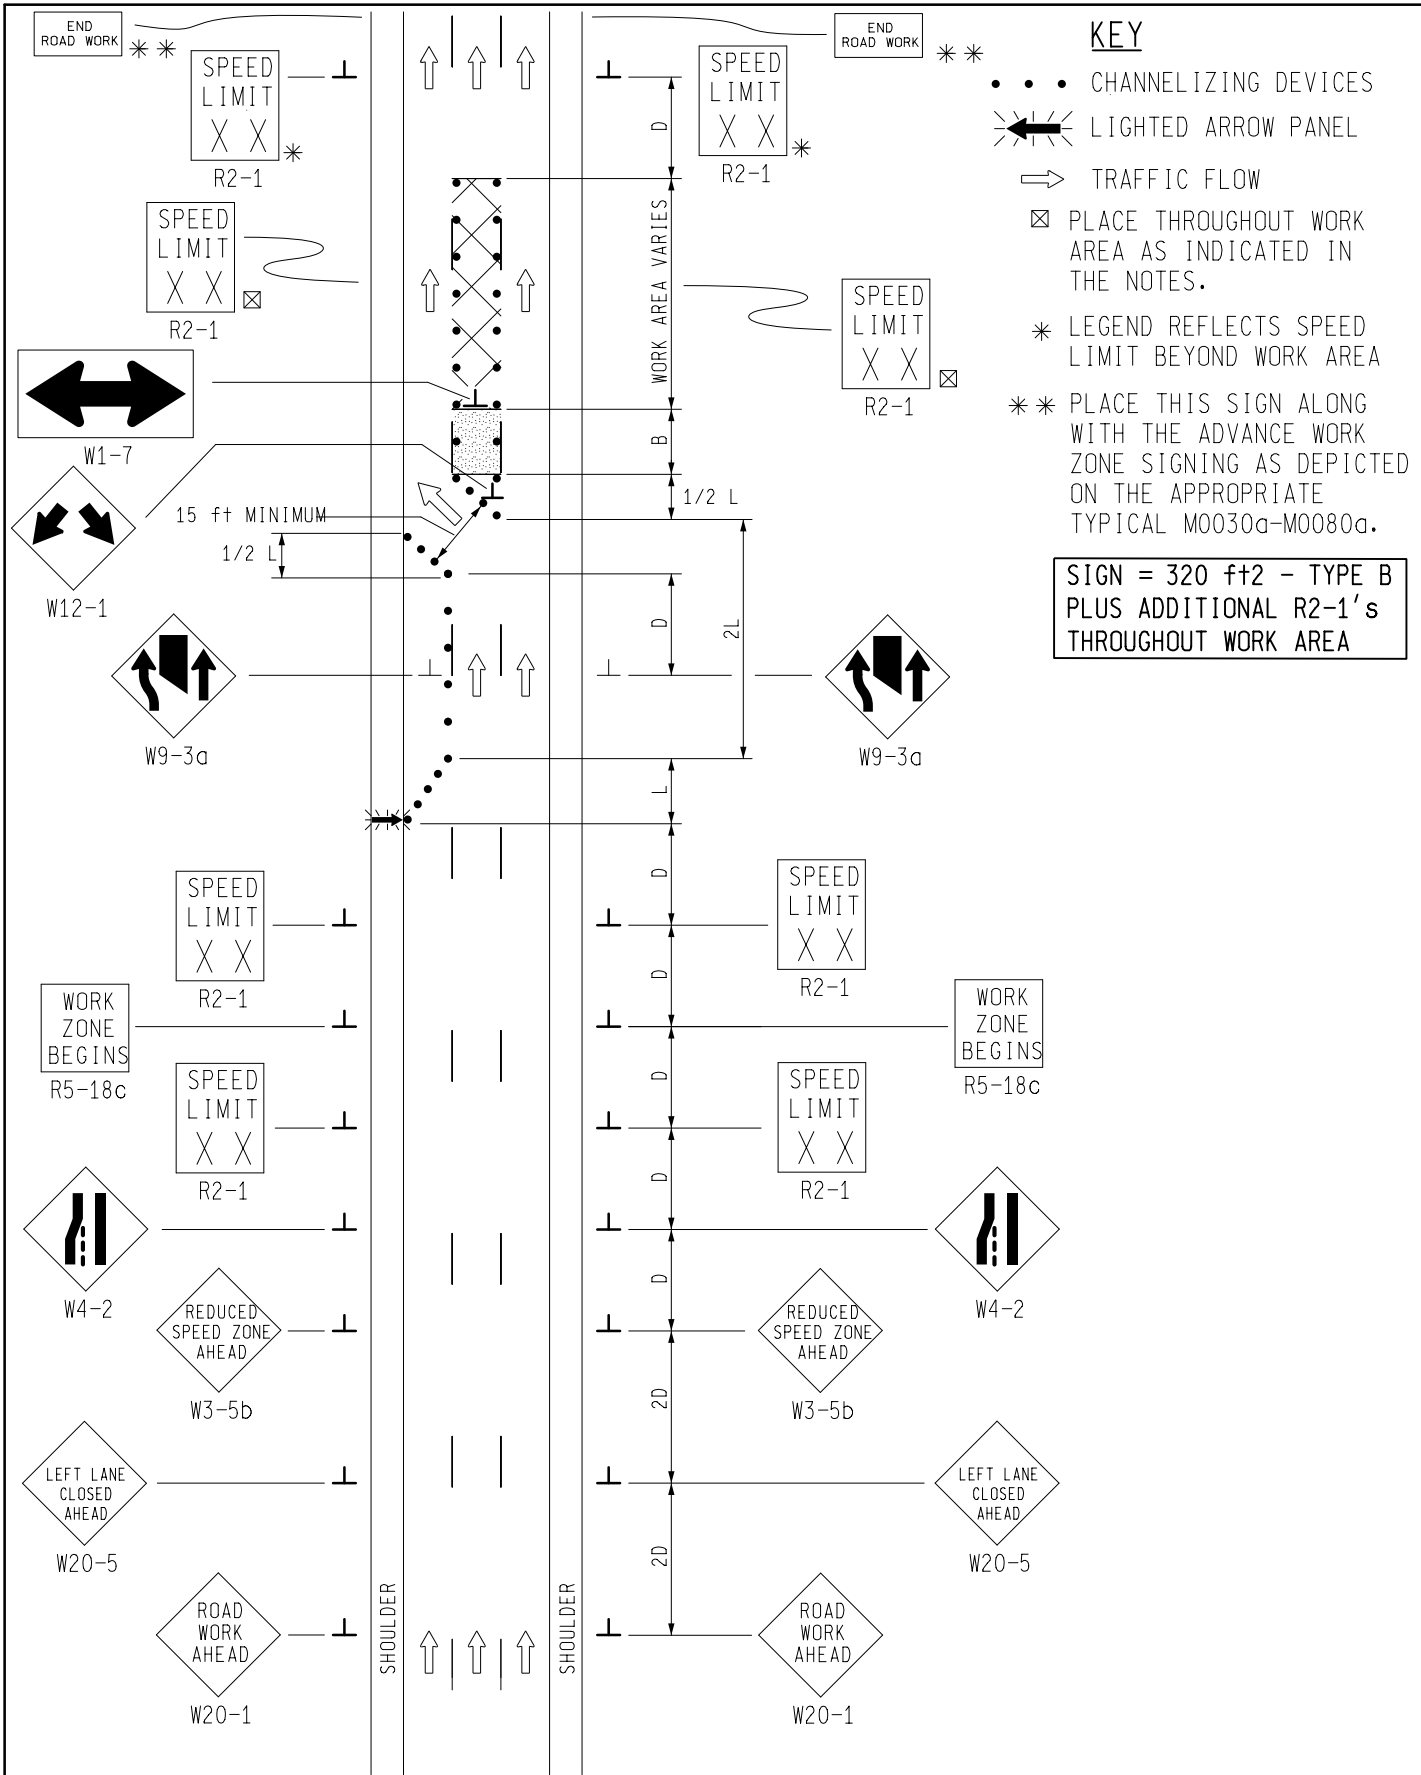 END
ROAD WORK
* *
END
ROAD WORK
* *
KEY
CHANNELIZING DEVICES
LIGHTED ARROW PANEL
TRAFFIC FLOW
PLACE THROUGHOUT WORK
AREA AS INDICATED IN
THE NOTES.
* LEGEND REFLECTS SPEED
LIMIT BEYOND WORK AREA
* * PLACE THIS SIGN ALONG
WITH THE ADVANCE WORK
ZONE SIGNING AS DEPICTED
ON THE APPROPRIATE
TYPICAL M0030a-M0080a.
SIGN = 320 ft2 - TYPE B
PLUS ADDITIONAL R2-1's
THROUGHOUT WORK AREA
SPEED
LIMIT
X X
*
R2-1
SPEED
LIMIT
X X
*
R2-1
D
SPEED
LIMIT
X X
R2-1
WORK AREA VARIES
SPEED
LIMIT
X X
R2-1
W1-7
B
1/2 L
15 ft MINIMUM
1/2 L
W12-1
D
2L
W9-3a
W9-3a
L
D
SPEED
LIMIT
X X
R2-1
SPEED
LIMIT
X X
R2-1
D
WORK
ZONE
BEGINS
R5-18c
WORK
ZONE
BEGINS
R5-18c
D
SPEED
LIMIT
X X
R2-1
SPEED
LIMIT
X X
R2-1
D
W4-2
W4-2
D
REDUCED
SPEED ZONE
AHEAD
W3-5b
REDUCED
SPEED ZONE
AHEAD
W3-5b
2D
LEFT LANE
CLOSED
AHEAD
W20-5
LEFT LANE
CLOSED
AHEAD
W20-5
2D
ROAD
WORK
AHEAD
W20-1
SHOULDER
SHOULDER
ROAD
WORK
AHEAD
W20-1